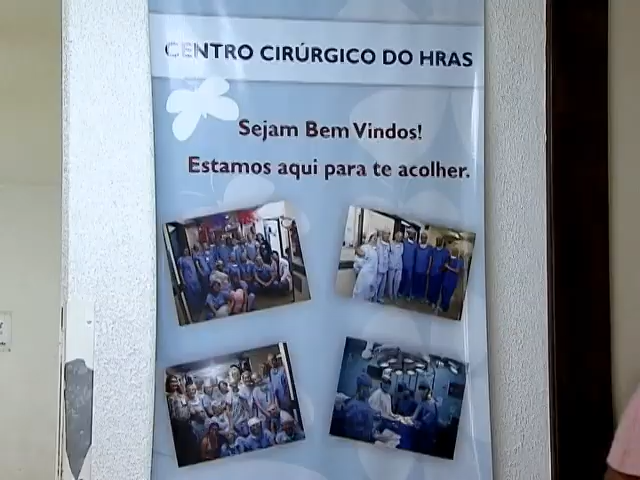 CENTRO CIRÚRGICO DO HRAS
Sejam Bem Vindos!
Estamos aqui para te acolher.